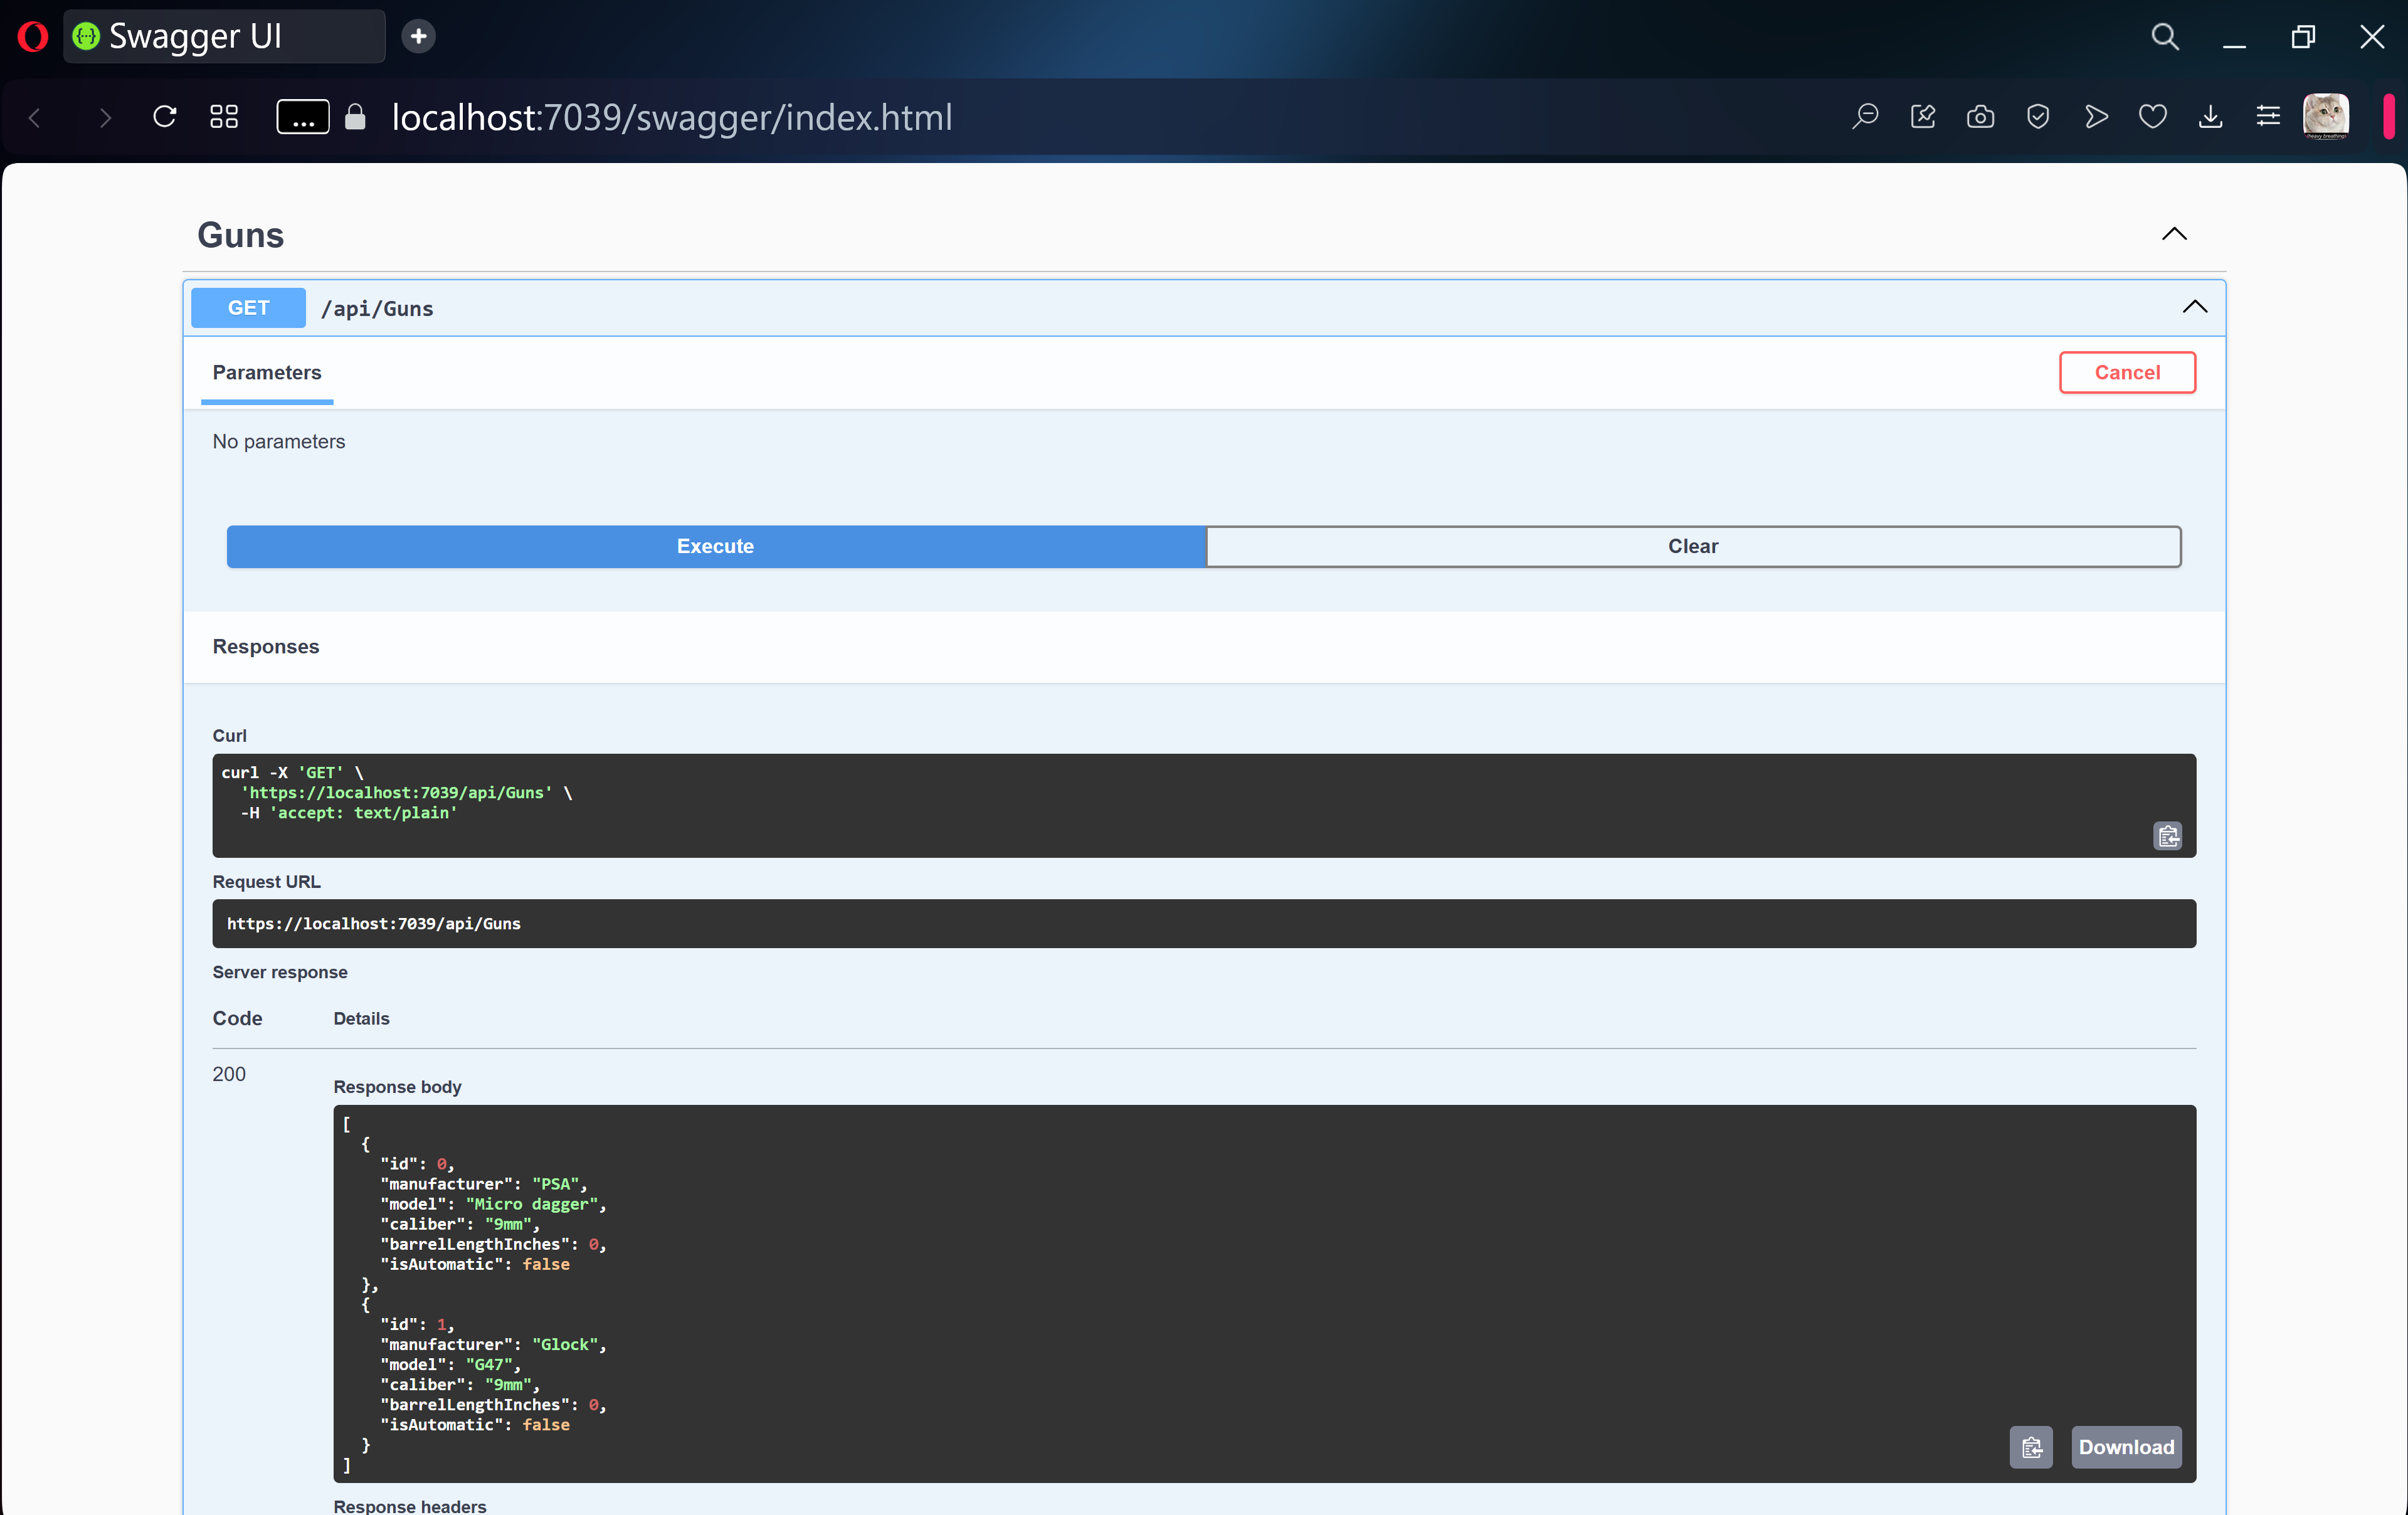 Swagger UI
localhost:7039/swagger/index.html
Guns
GET /api/Guns
Parameters
Cancel
No parameters
Execute
Clear
Responses
Curl
curl -X 'GET' \
  'https://localhost:7039/api/Guns' \
  -H 'accept: text/plain'
Request URL
https://localhost:7039/api/Guns
Server response
Code Details
200
Response body
[
  {
    "id": 0,
    "manufacturer": "PSA",
    "model": "Micro dagger",
    "caliber": "9mm",
    "barrelLengthInches": 0,
    "isAutomatic": false
  },
  {
    "id": 1,
    "manufacturer": "Glock",
    "model": "G47",
    "caliber": "9mm",
    "barrelLengthInches": 0,
    "isAutomatic": false
  }
]
Download
Response headers